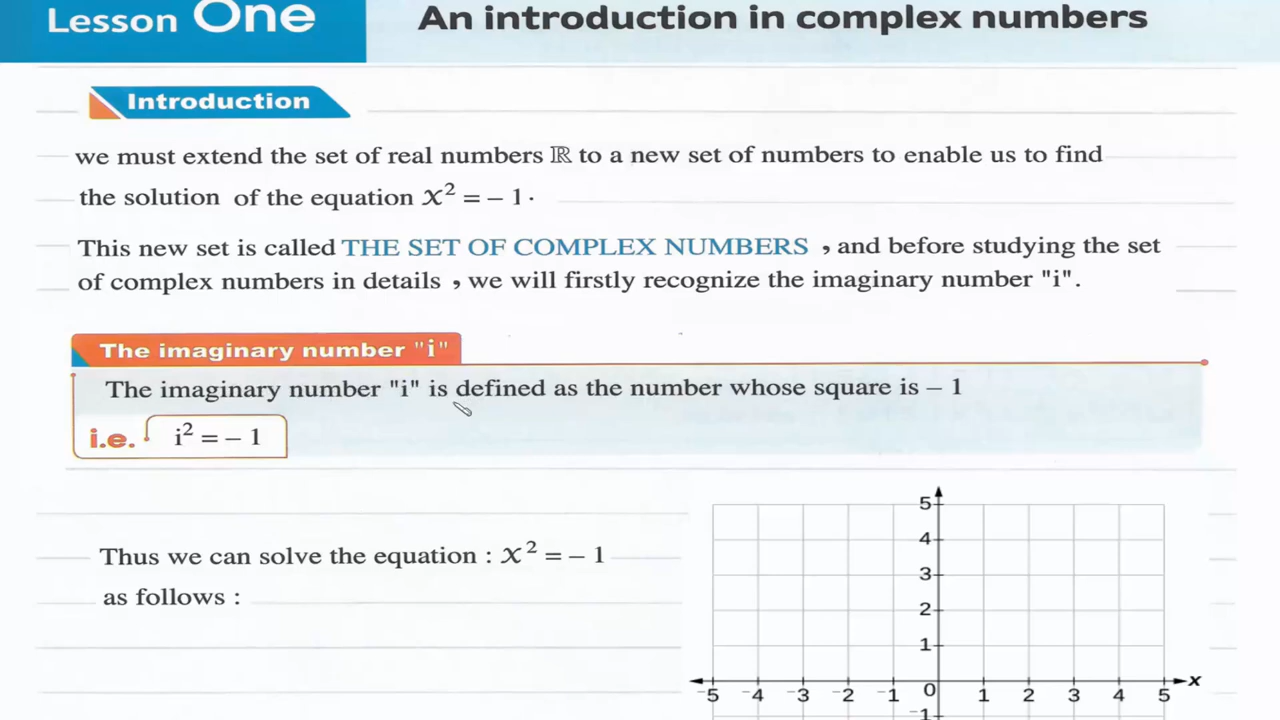 Lesson One
An introduction in complex numbers
Introduction
we must extend the set of real numbers ℝ to a new set of numbers to enable us to find
the solution of the equation x² = – 1 .
This new set is called THE SET OF COMPLEX NUMBERS , and before studying the set
of complex numbers in details , we will firstly recognize the imaginary number "i".
The imaginary number "i"
The imaginary number "i" is defined as the number whose square is – 1
i.e. i² = – 1
Thus we can solve the equation : x² = – 1
as follows :
5
4
3
2
1
-5 -4 -3 -2 -1 0 1 2 3 4 5 x
-1